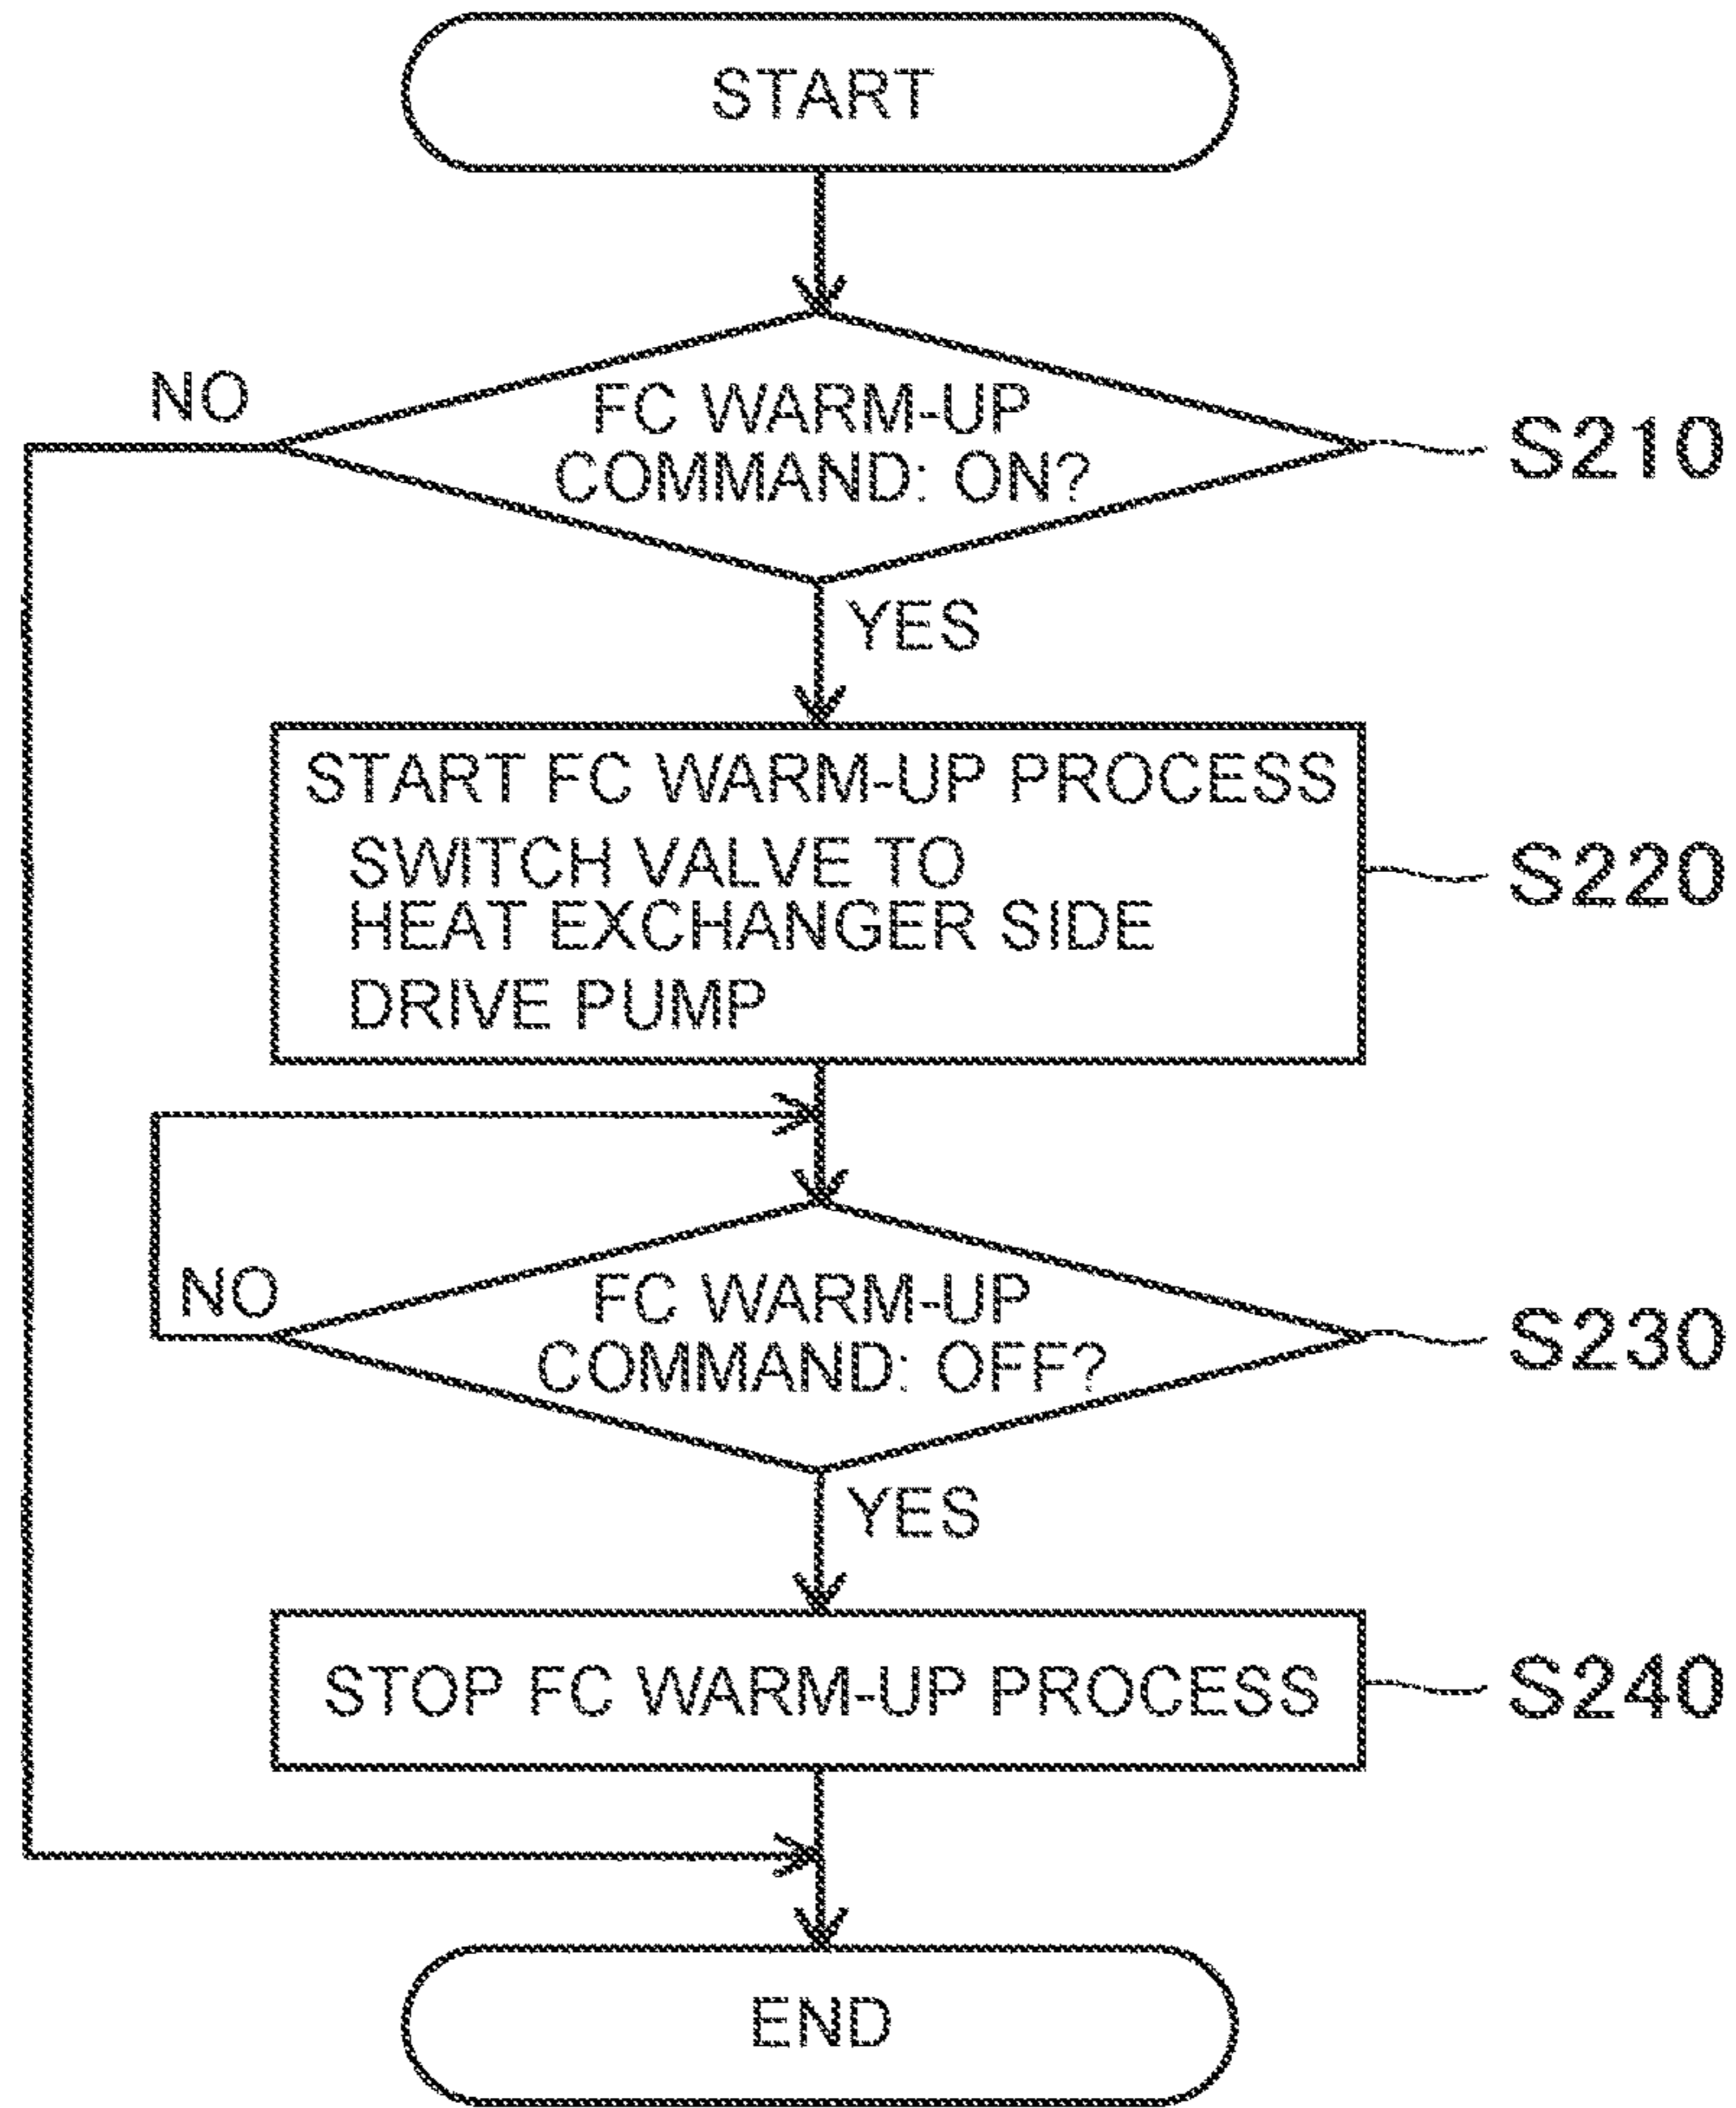 START
NO
FC WARM-UP
COMMAND: ON?
S210
YES
START FC WARM-UP PROCESS
SWITCH VALVE TO
HEAT EXCHANGER SIDE
DRIVE PUMP
S220
NO
FC WARM-UP
COMMAND: OFF?
S230
YES
STOP FC WARM-UP PROCESS
S240
END